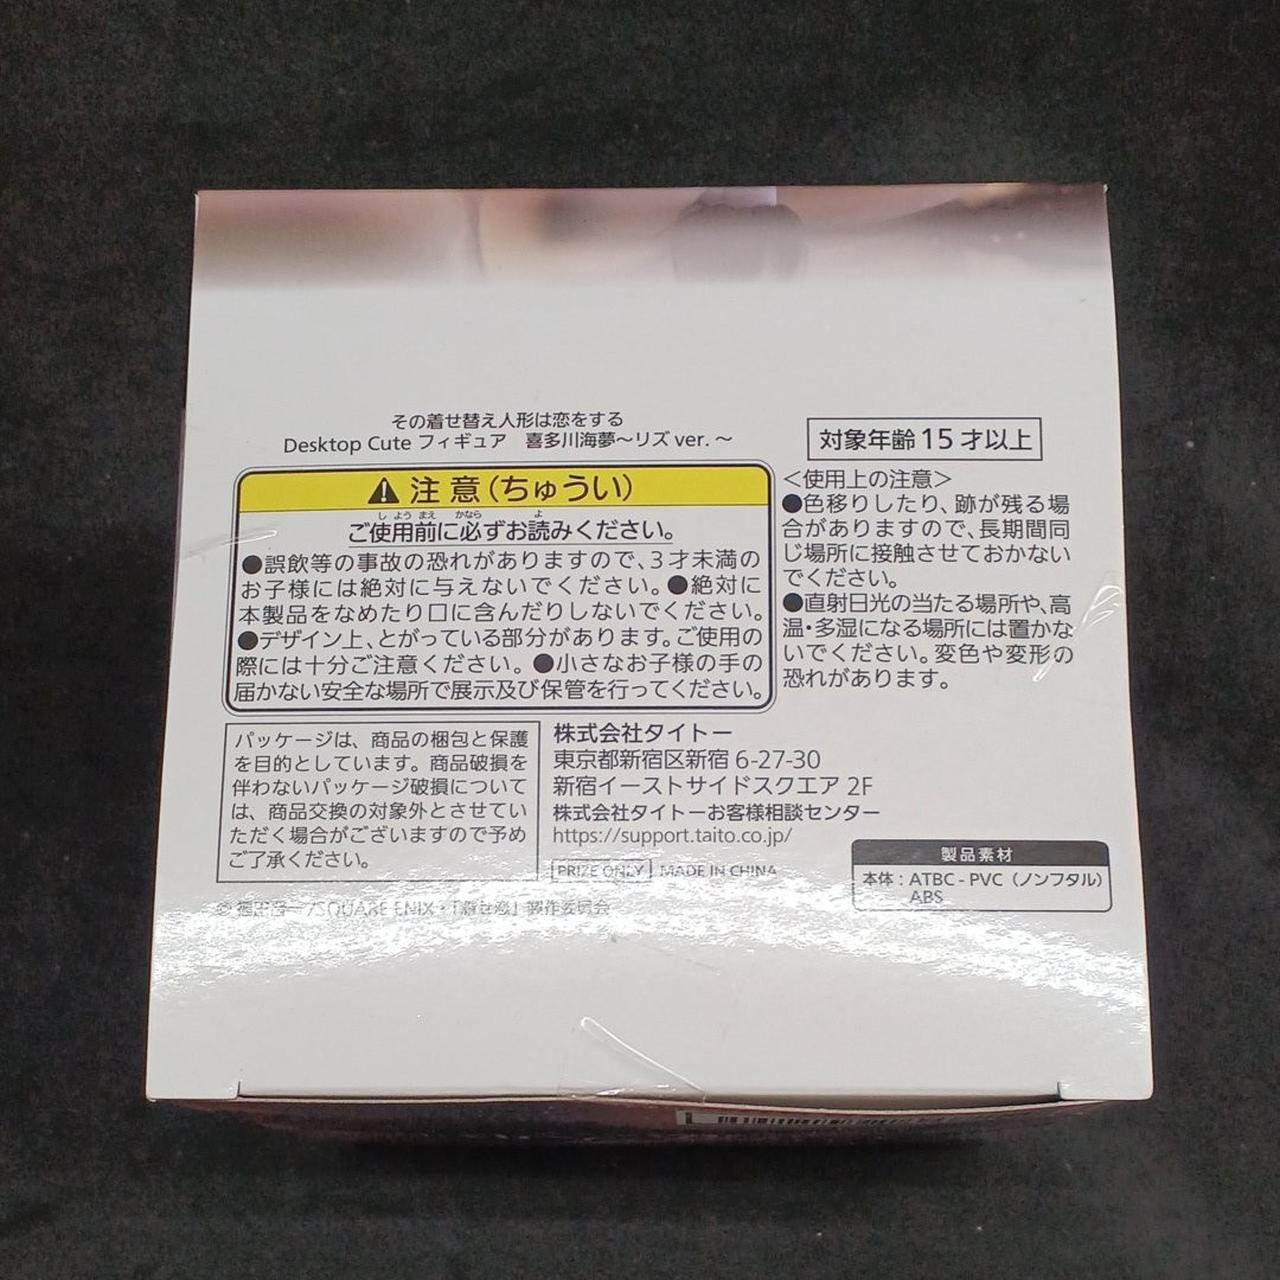 その着せ替え人形は恋をする
Desktop Cute フィギュア　喜多川海夢～リズ ver. ～
対象年齢 15 才以上
注 意 (ちゅうい)
しようまえ かなら よ
ご使用前に必ずお読みください。
●誤飲等の事故の恐れがありますので、3才未満の
お子様には絶対に与えないでください。●絶対に
本製品をなめたり口に含んだりしないでください。
●デザイン上、とがっている部分があります。ご使用の
際には十分ご注意ください。●小さなお子様の手の
届かない安全な場所で展示及び保管を行ってください。
＜使用上の注意＞
●色移りしたり、跡が残る場
合がありますので、長期間同
じ場所に接触させておかない
でください。
●直射日光の当たる場所や、高
温・多湿になる場所には置かな
いでください。変色や変形の
恐れがあります。
パッケージは、商品の梱包と保護
を目的としています。商品破損を
伴わないパッケージ破損について
は、商品交換の対象外とさせてい
ただく場合がございますので予め
ご了承ください。
株式会社タイトー
東京都新宿区新宿 6-27-30
新宿イーストサイドスクエア 2F
株式会社タイトーお客様相談センター
https://support.taito.co.jp/
PRIZE ONLY MADE IN CHINA
製品素材
本体 : ATBC - PVC (ノンフタル)
ABS
© 福田晋一/SQUARE ENIX・「着せ恋」製作委員会